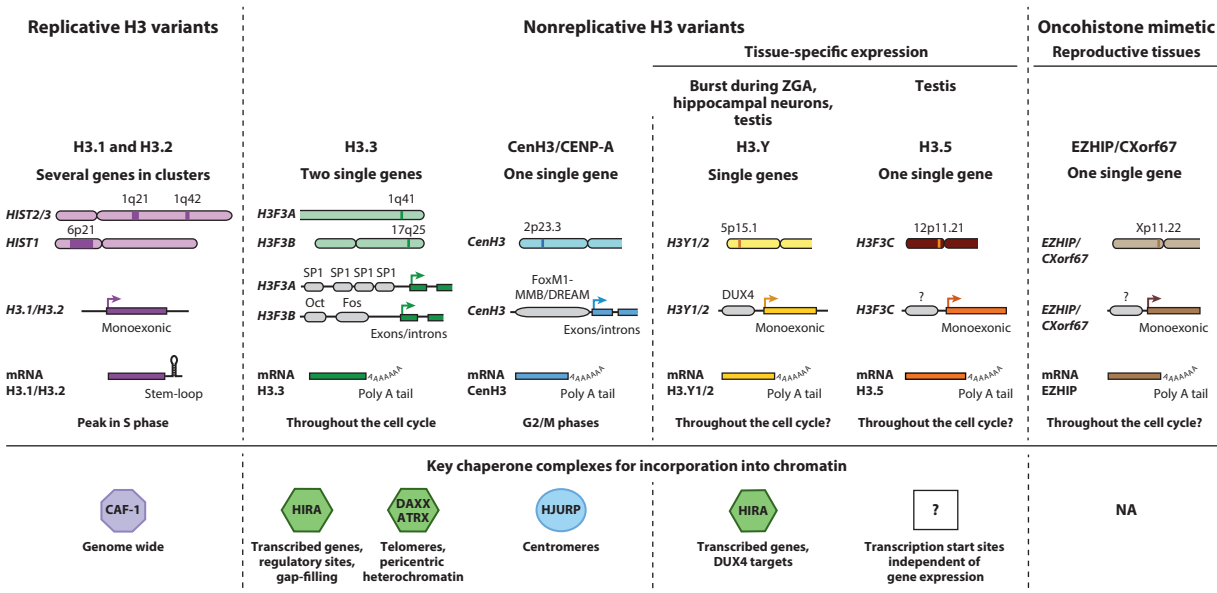 Replicative H3 variants
Nonreplicative H3 variants
Oncohistone mimetic
Tissue-specific expression
Reproductive tissues
Burst during ZGA,
hippocampal neurons,
testis
Testis
H3.1 and H3.2
H3.3
CenH3/CENP-A
H3.Y
H3.5
EZHIP/CXorf67
Several genes in clusters
Two single genes
One single gene
Single genes
One single gene
One single gene
HIST2/3
1q21
1q42
HIST1
6p21
H3F3A
1q41
H3F3B
17q25
CenH3
2p23.3
H3Y1/2
5p15.1
H3F3C
12p11.21
EZHIP/
CXorf67
Xp11.22
H3.1/H3.2
Monoexonic
H3F3A
SP1
SP1
SP1
SP1
H3F3B
Oct
Fos
Exons/introns
CenH3
FoxM1-
MMB/DREAM
Exons/introns
H3Y1/2
DUX4
Monoexonic
H3F3C
?
Monoexonic
EZHIP/
CXorf67
?
Monoexonic
mRNA
H3.1/H3.2
Stem-loop
mRNA
H3.3
AAAAAA
Poly A tail
mRNA
CenH3
AAAAAA
Poly A tail
mRNA
H3.Y1/2
AAAAAA
Poly A tail
mRNA
H3.5
AAAAAA
Poly A tail
mRNA
EZHIP
AAAAAA
Poly A tail
Peak in S phase
Throughout the cell cycle
G2/M phases
Throughout the cell cycle?
Throughout the cell cycle?
Throughout the cell cycle?
Key chaperone complexes for incorporation into chromatin
CAF-1
Genome wide
HIRA
Transcribed genes,
regulatory sites,
gap-filling
DAXX
ATRX
Telomeres,
pericentric
heterochromatin
HJURP
Centromeres
HIRA
Transcribed genes,
DUX4 targets
?
Transcription start sites
independent of
gene expression
NA